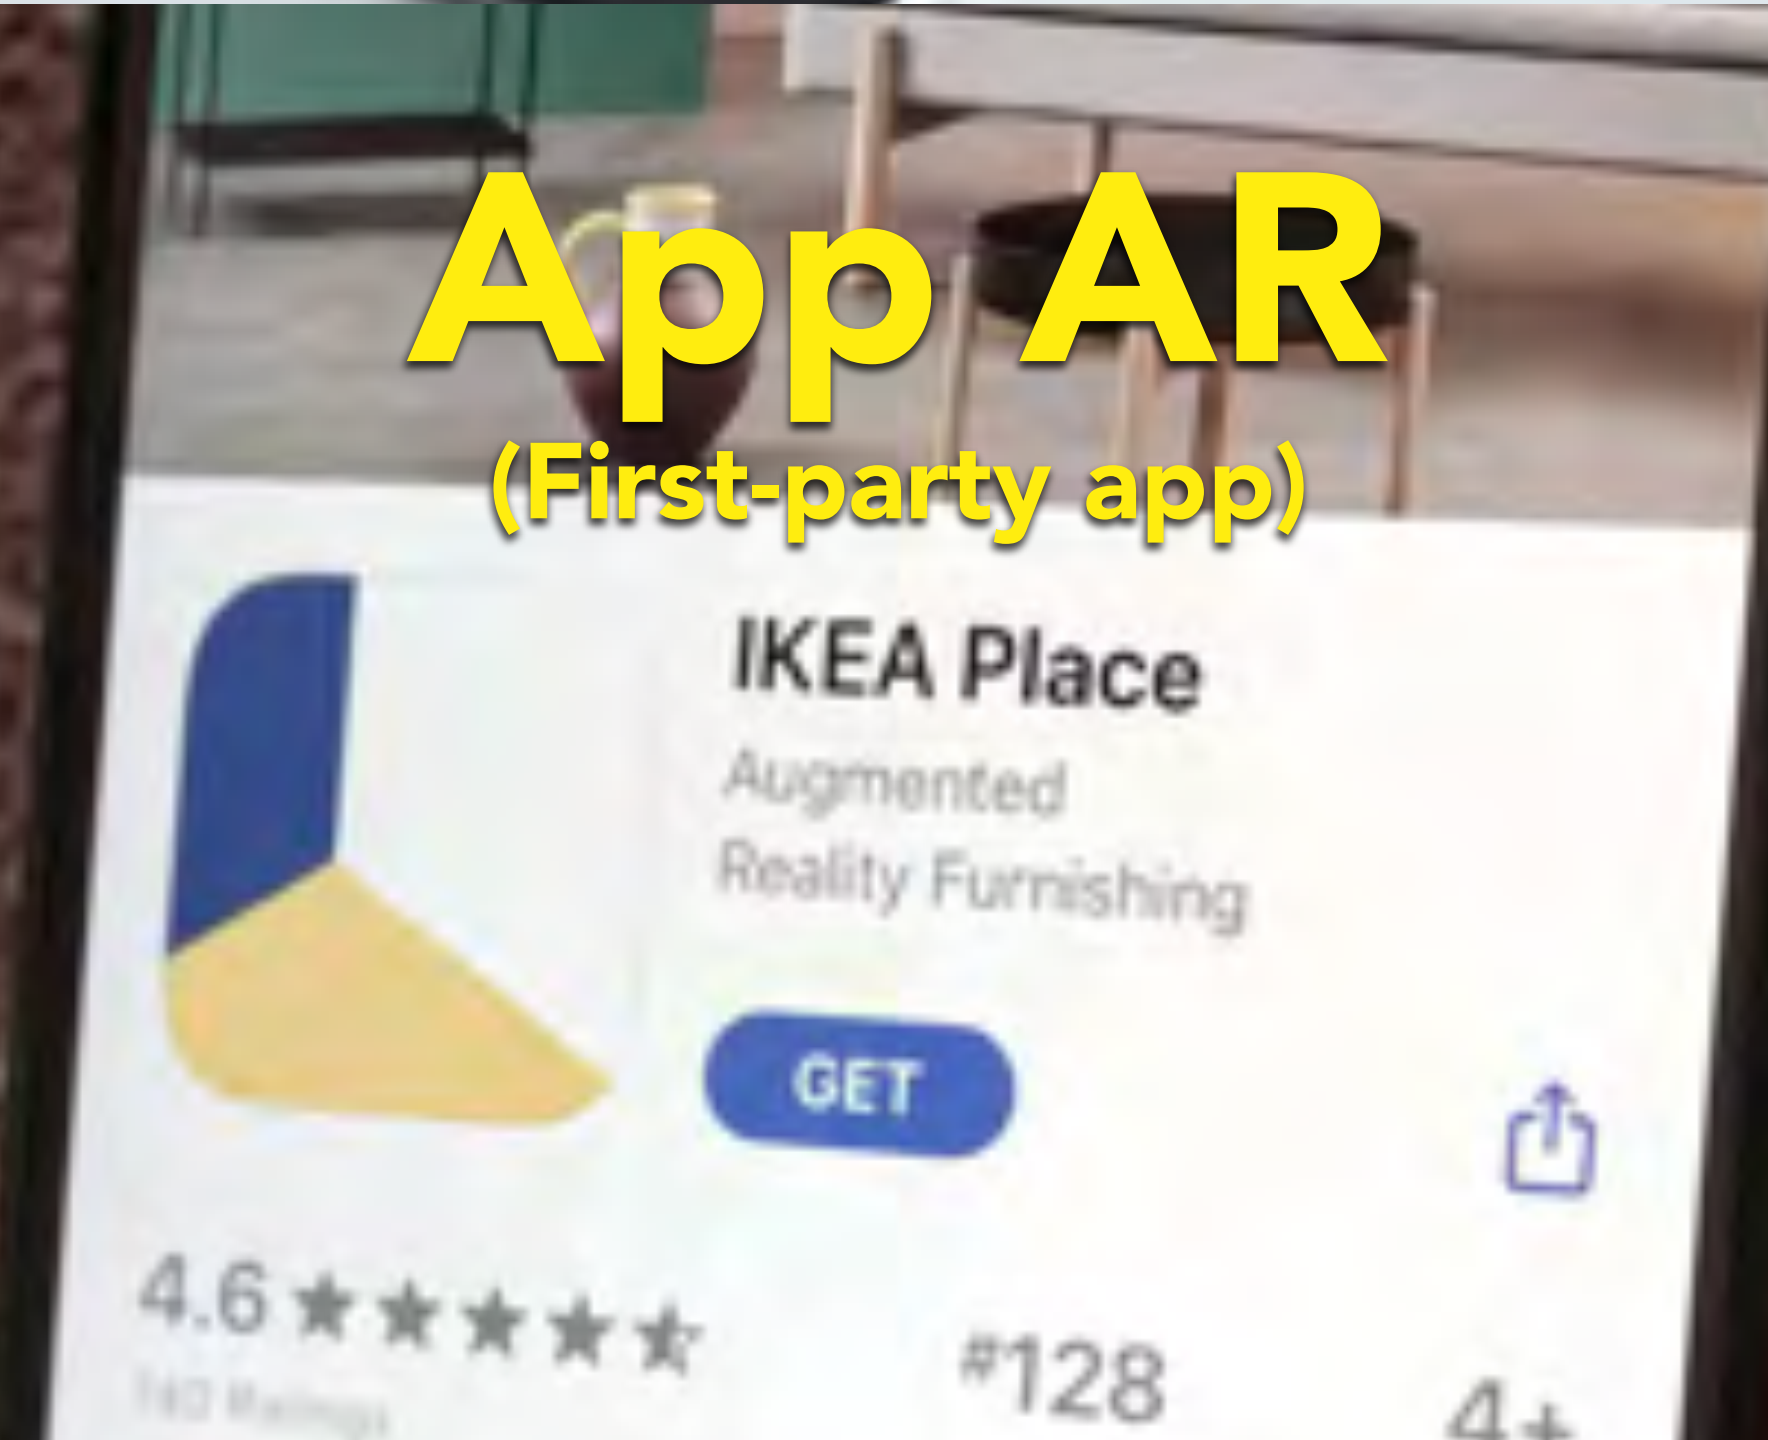 App AR
(First-party app)
IKEA Place
Augmented
Reality Furnishing
GET
4.6
#128
4+